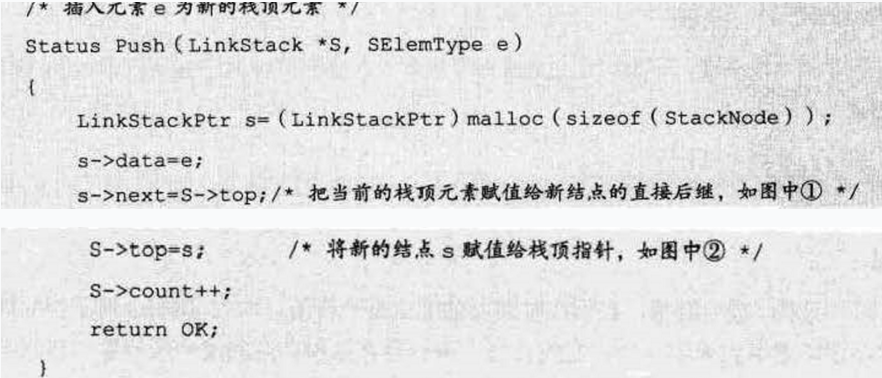 /* 插入元素 e 为新的栈顶元素 */
Status Push(LinkStack *S, SElemType e)
{
LinkStackPtr s=(LinkStackPtr)malloc(sizeof(StackNode));
s->data=e;
s->next=S->top;/* 把当前的栈顶元素赋值给新结点的直接后继，如图中① */
S->top=s; /* 将新的结点 s 赋值给栈顶指针，如图中② */
S->count++;
return OK;
}